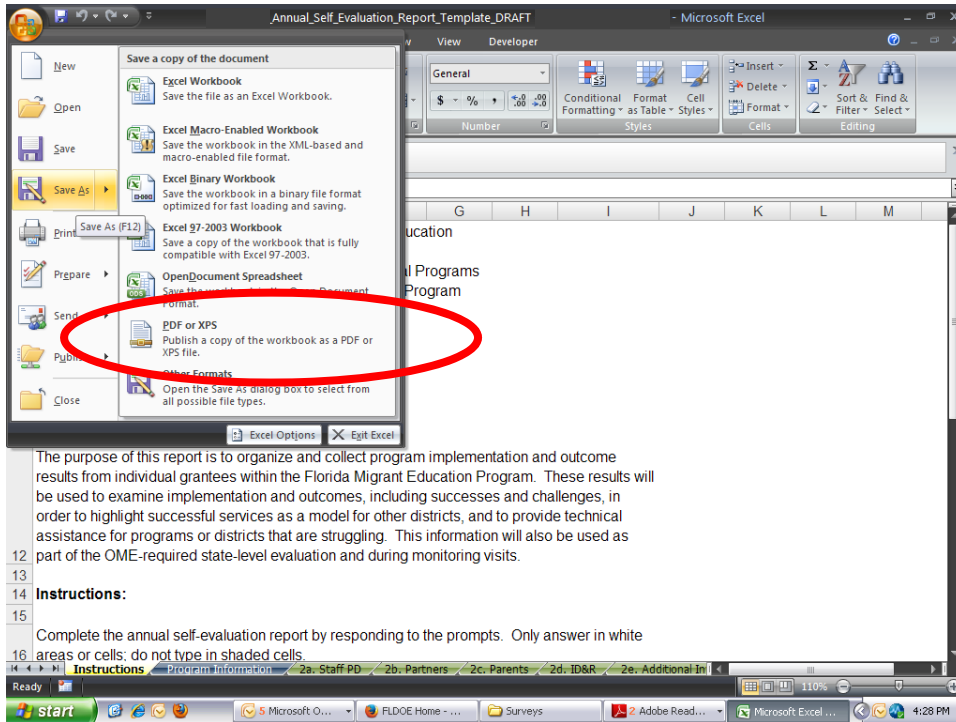 _Annual_Self_Evaluation_Report_Template_DRAFT - Microsoft Excel
View Developer
New
Open
Save
Save As
Save As (F12)
Print
Prepare
Send
Publish
Close
Save a copy of the document
Excel Workbook
Save the file as an Excel Workbook.
Excel Macro-Enabled Workbook
Save the workbook in the XML-based and
macro-enabled file format.
Excel Binary Workbook
Save the workbook in a binary file format
optimized for fast loading and saving.
Excel 97-2003 Workbook
Save a copy of the workbook that is fully
compatible with Excel 97-2003.
OpenDocument Spreadsheet
Save the workbook in the Open Document
Format.
PDF or XPS
Publish a copy of the workbook as a PDF or
XPS file.
Other Formats
Open the Save As dialog box to select from
all possible file types.
Excel Options Exit Excel
General
$ % ,
Number
Conditional Formatting
Format as Table
Cell Styles
Styles
Insert
Delete
Format
Cells
Σ
Sort & Filter
Find & Select
Editing
G H I J K L M
ucation
l Programs
Program
The purpose of this report is to organize and collect program implementation and outcome
results from individual grantees within the Florida Migrant Education Program. These results will
be used to examine implementation and outcomes, including successes and challenges, in
order to highlight successful services as a model for other districts, and to provide technical
assistance for programs or districts that are struggling. This information will also be used as
12 part of the OME-required state-level evaluation and during monitoring visits.
13
14 Instructions:
15
Complete the annual self-evaluation report by responding to the prompts. Only answer in white
16 areas or cells; do not type in shaded cells.
Instructions Program Information 2a. Staff PD 2b. Partners 2c. Parents 2d. ID&R 2e. Additional In
Ready 110%
start 5 Microsoft O... FLDOE Home - ... Surveys 2 Adobe Read... Microsoft Excel ... 4:28 PM